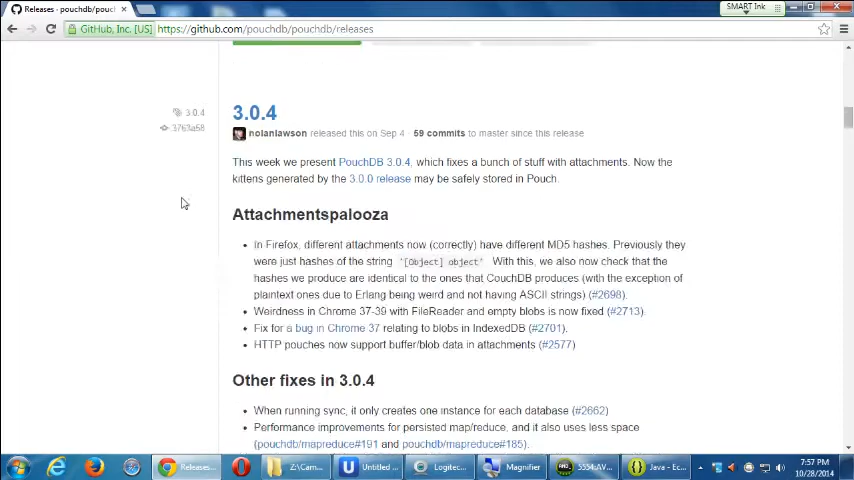 Releases · pouchdb/pouch
SMART Ink
GitHub, Inc. [US] https://github.com/pouchdb/pouchdb/releases
3.0.4
3.0.4
3763a58
nolanlawson released this on Sep 4 · 59 commits to master since this release
This week we present PouchDB 3.0.4, which fixes a bunch of stuff with attachments. Now the
kittens generated by the 3.0.0 release may be safely stored in Pouch.
Attachmentspalooza
In Firefox, different attachments now (correctly) have different MD5 hashes. Previously they
were just hashes of the string '[Object] object' With this, we also now check that the
hashes we produce are identical to the ones that CouchDB produces (with the exception of
plaintext ones due to Erlang being weird and not having ASCII strings) (#2698).
Weirdness in Chrome 37-39 with FileReader and empty blobs is now fixed (#2713).
Fix for a bug in Chrome 37 relating to blobs in IndexedDB (#2701).
HTTP pouches now support buffer/blob data in attachments (#2577)
Other fixes in 3.0.4
When running sync, it only creates one instance for each database (#2662)
Performance improvements for persisted map/reduce, and it also uses less space
(pouchdb/mapreduce#191 and pouchdb/mapreduce#185).
Releases... Z:\Cam... Untitled ... Logitec... Magnifier 5554:AV... Java - Ec...
7:57 PM
10/28/2014